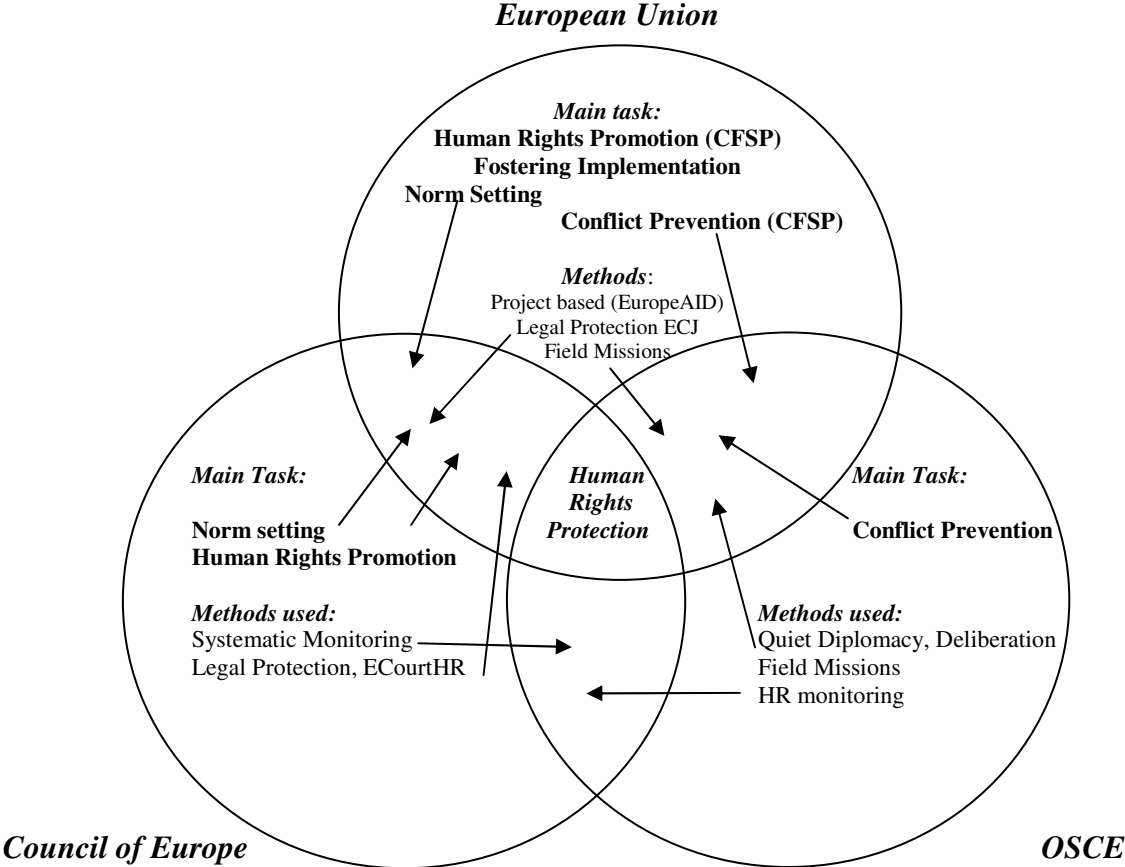 European Union
Main task:
Human Rights Promotion (CFSP)
Fostering Implementation
Norm Setting
Conflict Prevention (CFSP)
Methods:
Project based (EuropeAID)
Legal Protection ECJ
Field Missions
Main Task:
Norm setting
Human Rights Promotion
Methods used:
Systematic Monitoring
Legal Protection, ECourtHR
Human
Rights
Protection
Main Task:
Conflict Prevention
Methods used:
Quiet Diplomacy, Deliberation
Field Missions
HR monitoring
Council of Europe
OSCE